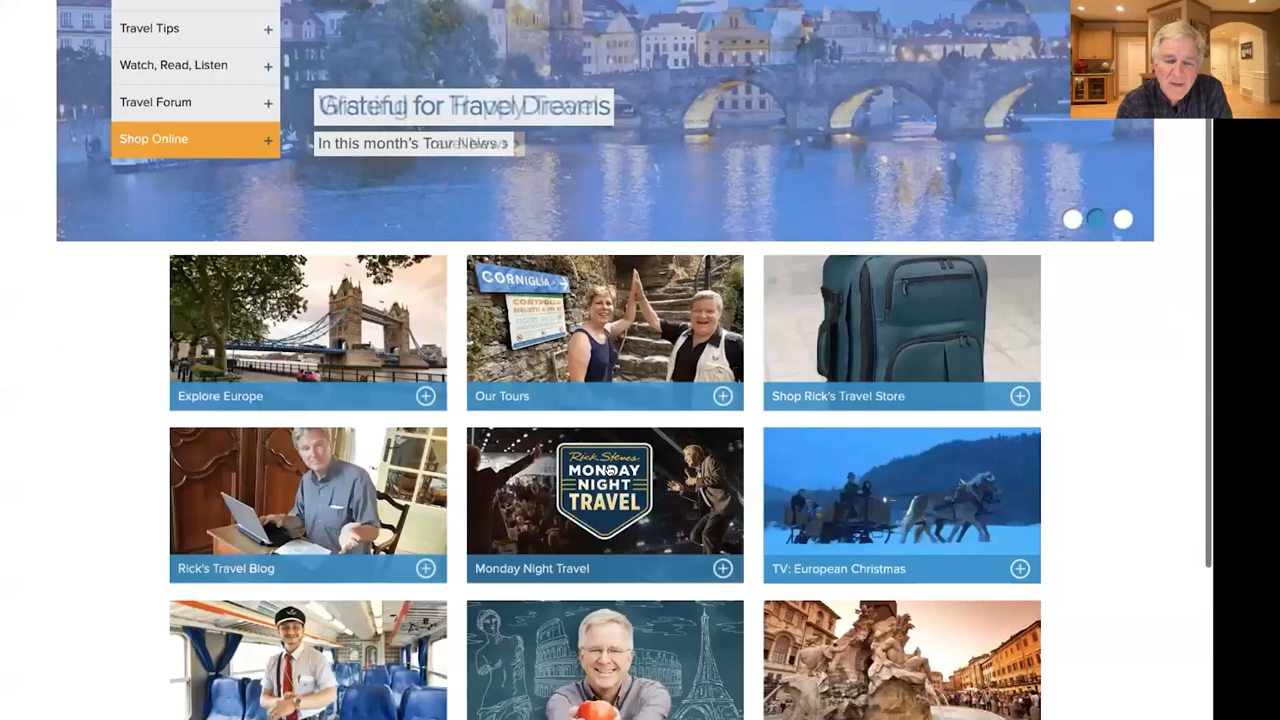 Travel Tips
Watch, Read, Listen
Travel Forum
Shop Online
Grateful for Travel Dreams
In this month's
CORNIGLIA
Explore Europe
Our Tours
Shop Rick's Travel Store
Rick Steves
MONDAY
NIGHT
TRAVEL
Rick's Travel Blog
Monday Night Travel
TV: European Christmas